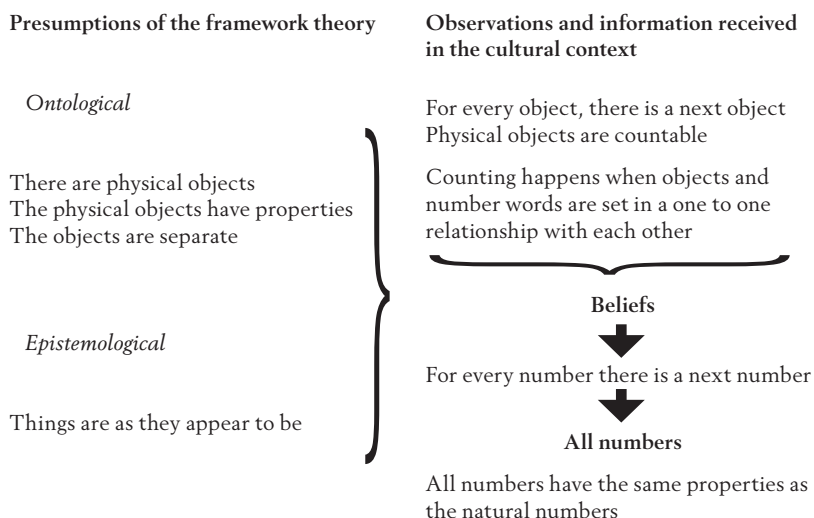 Presumptions of the framework theory
Ontological
There are physical objects
The physical objects have properties
The objects are separate
Epistemological
Things are as they appear to be
Observations and information received
in the cultural context
For every object, there is a next object
Physical objects are countable
Counting happens when objects and
number words are set in a one to one
relationship with each other
Beliefs
For every number there is a next number
All numbers
All numbers have the same properties as
the natural numbers